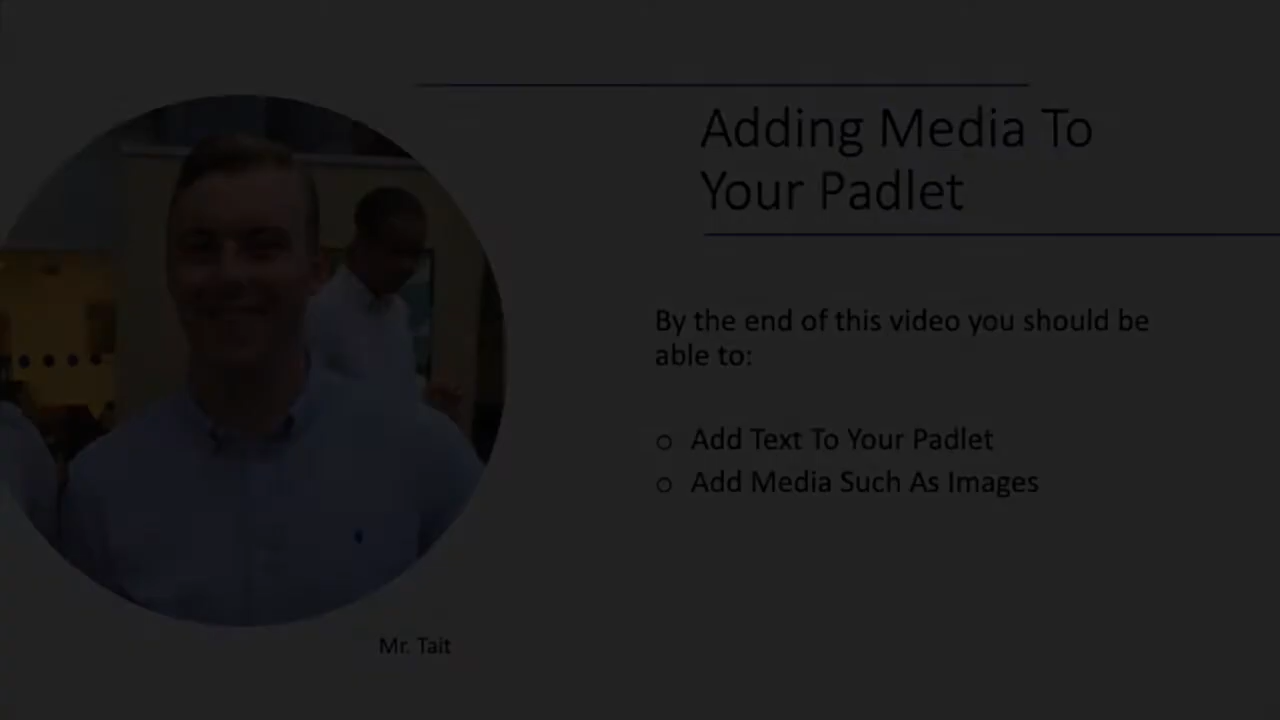 Adding Media To
Your Padlet
By the end of this video you should be
able to:
o Add Text To Your Padlet
o Add Media Such As Images
Mr. Tait